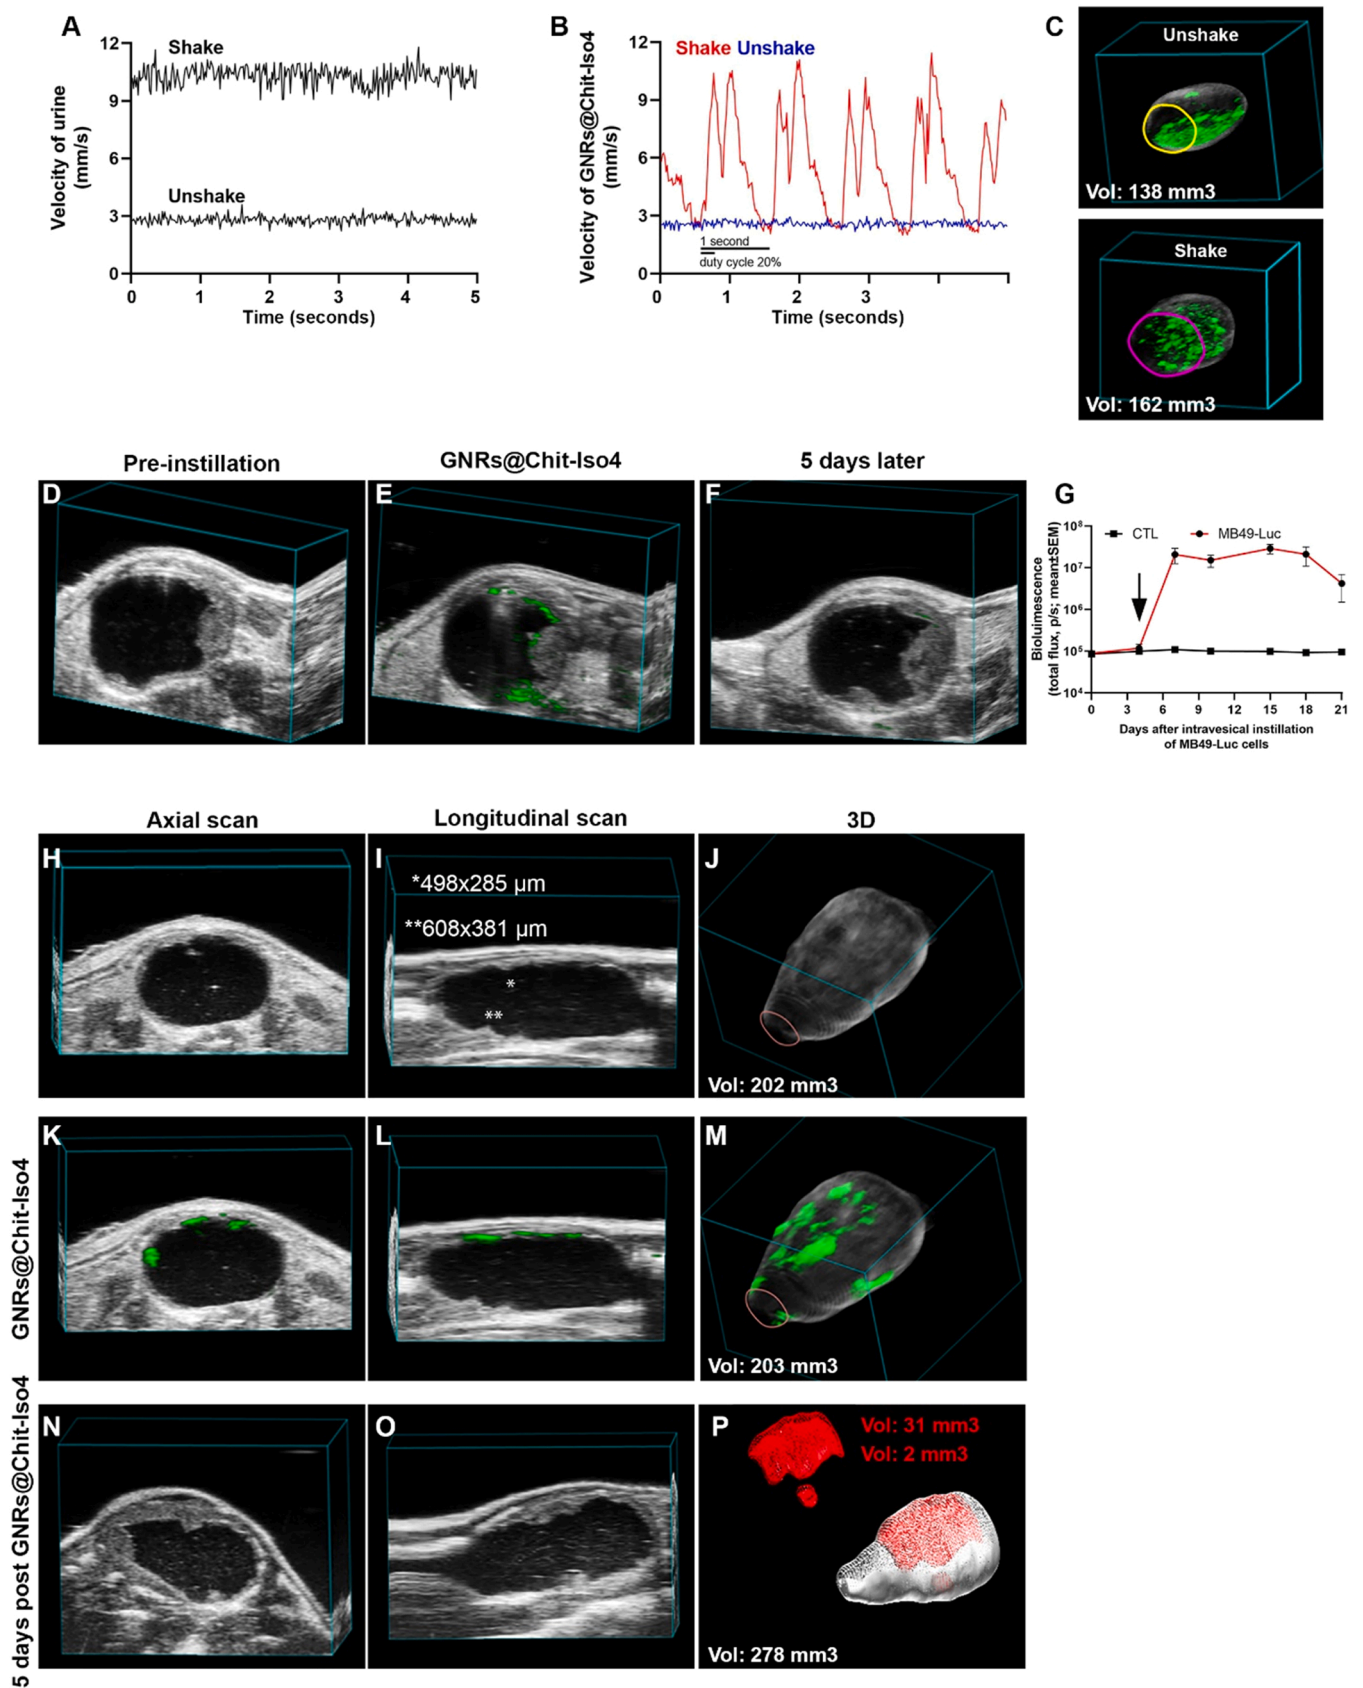 A
Velocity of urine
(mm/s)
12
9
6
3
0
Shake
Unshake
0 1 2 3 4 5
Time (seconds)
B
Velocity of GNRs@Chit-Iso4
(mm/s)
12
9
6
3
0
Shake Unshake
1 second
duty cycle 20%
0 1 2 3
Time (seconds)
C
Unshake
Vol: 138 mm3
Shake
Vol: 162 mm3
Pre-instillation
GNRs@Chit-Iso4
5 days later
D
E
F
G
Bioluimescence
(total flux, p/s; mean±SEM)
10⁸
10⁷
10⁶
10⁵
10⁴
CTL
MB49-Luc
0 3 6 9 12 15 18 21
Days after intravesical instillation
of MB49-Luc cells
Axial scan
Longitudinal scan
3D
H
I
*498x285 µm
**608x381 µm
*
**
J
Vol: 202 mm3
GNRs@Chit-Iso4
K
L
M
Vol: 203 mm3
5 days post GNRs@Chit-Iso4
N
O
P
Vol: 31 mm3
Vol: 2 mm3
Vol: 278 mm3